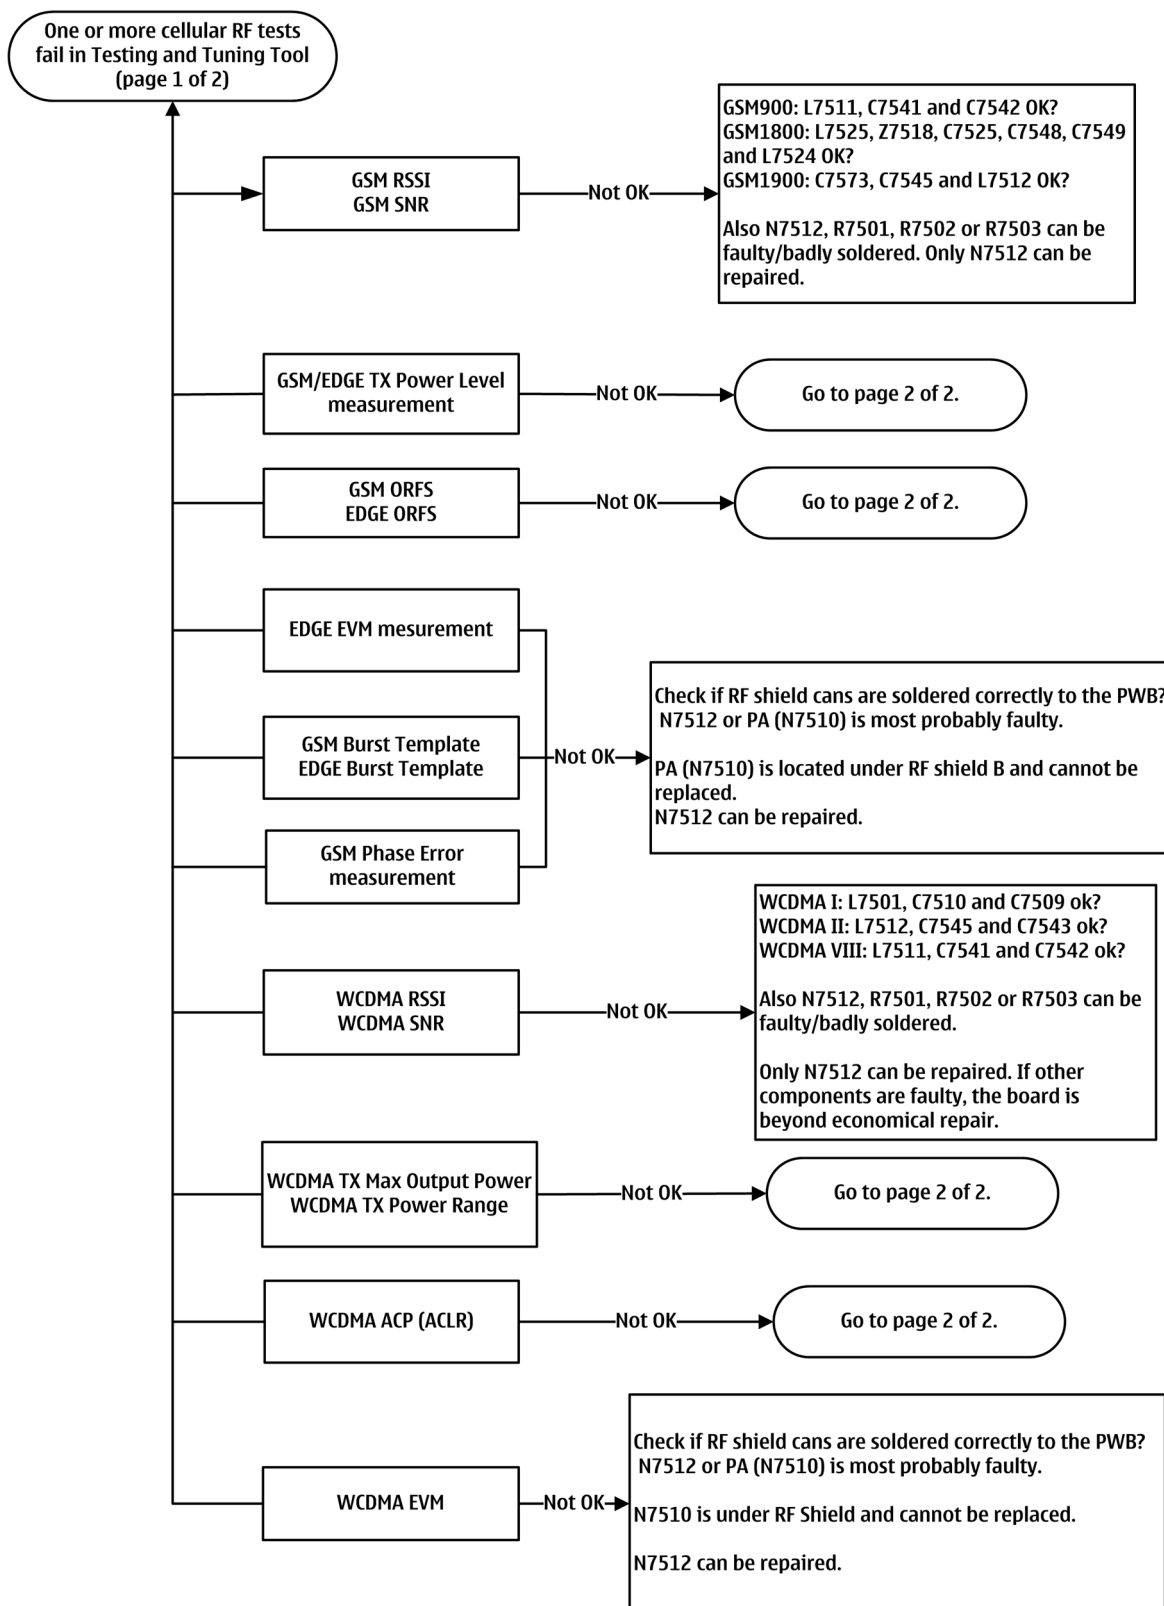 One or more cellular RF tests
fail in Testing and Tuning Tool
(page 1 of 2)
GSM RSSI
GSM SNR
Not OK
GSM900: L7511, C7541 and C7542 OK?
GSM1800: L7525, Z7518, C7525, C7548, C7549
and L7524 OK?
GSM1900: C7573, C7545 and L7512 OK?
Also N7512, R7501, R7502 or R7503 can be
faulty/badly soldered. Only N7512 can be
repaired.
GSM/EDGE TX Power Level
measurement
Not OK
Go to page 2 of 2.
GSM ORFS
EDGE ORFS
Not OK
Go to page 2 of 2.
EDGE EVM mesurement
GSM Burst Template
EDGE Burst Template
GSM Phase Error
measurement
Not OK
Check if RF shield cans are soldered correctly to the PWB?
N7512 or PA (N7510) is most probably faulty.
PA (N7510) is located under RF shield B and cannot be
replaced.
N7512 can be repaired.
WCDMA RSSI
WCDMA SNR
Not OK
WCDMA I: L7501, C7510 and C7509 ok?
WCDMA II: L7512, C7545 and C7543 ok?
WCDMA VIII: L7511, C7541 and C7542 ok?
Also N7512, R7501, R7502 or R7503 can be
faulty/badly soldered.
Only N7512 can be repaired. If other
components are faulty, the board is
beyond economical repair.
WCDMA TX Max Output Power
WCDMA TX Power Range
Not OK
Go to page 2 of 2.
WCDMA ACP (ACLR)
Not OK
Go to page 2 of 2.
WCDMA EVM
Not OK
Check if RF shield cans are soldered correctly to the PWB?
N7512 or PA (N7510) is most probably faulty.
N7510 is under RF Shield and cannot be replaced.
N7512 can be repaired.